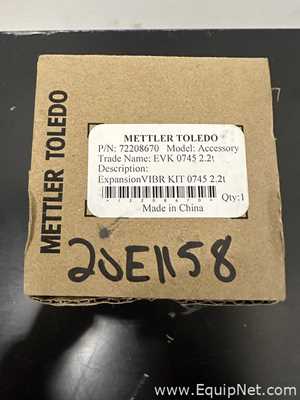 METTLER TOLEDO
METTLER TOLEDO
P/N: 72208670 Model: Accessory
Trade Name: EVK 0745 2.2t
Description:
ExpansionVIBR KIT 0745 2.2t
Qty:1
*72208670*
Made in China
20E1158
www.EquipNet.com